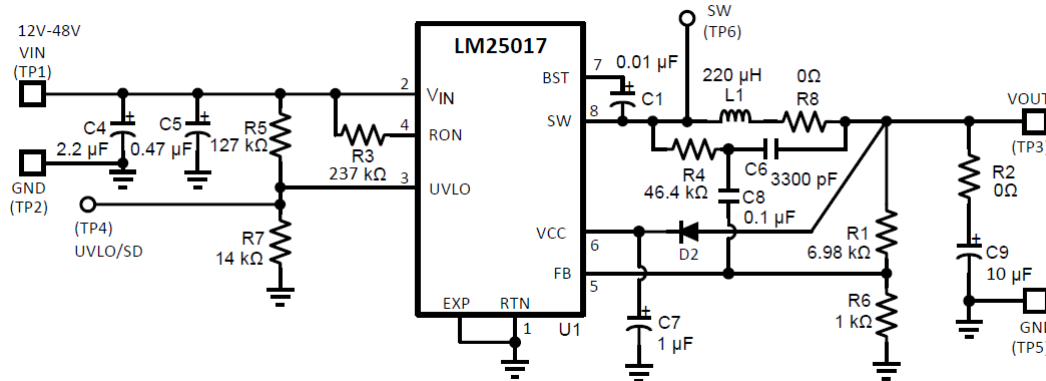 12V-48V
VIN
(TP1)
GND
(TP2)
C4
2.2 µF
C5
0.47 µF
R5
127
kΩ
R3
237 kΩ
(TP4)
UVLO/SD
R7
14 kΩ
LM25017
2
VIN
4
RON
3
UVLO
BST
7
SW
8
VCC
6
FB
5
EXP
RTN
1
U1
0.01 µF
C1
SW
(TP6)
220 µH
L1
0Ω
R8
R4
46.4 kΩ
C6
3300 pF
C8
0.1 µF
D2
C7
1 µF
R1
6.98 kΩ
R6
1 kΩ
VOUT
(TP3)
R2
0Ω
C9
10 µF
GND
(TP5)
+
+
+
+
+